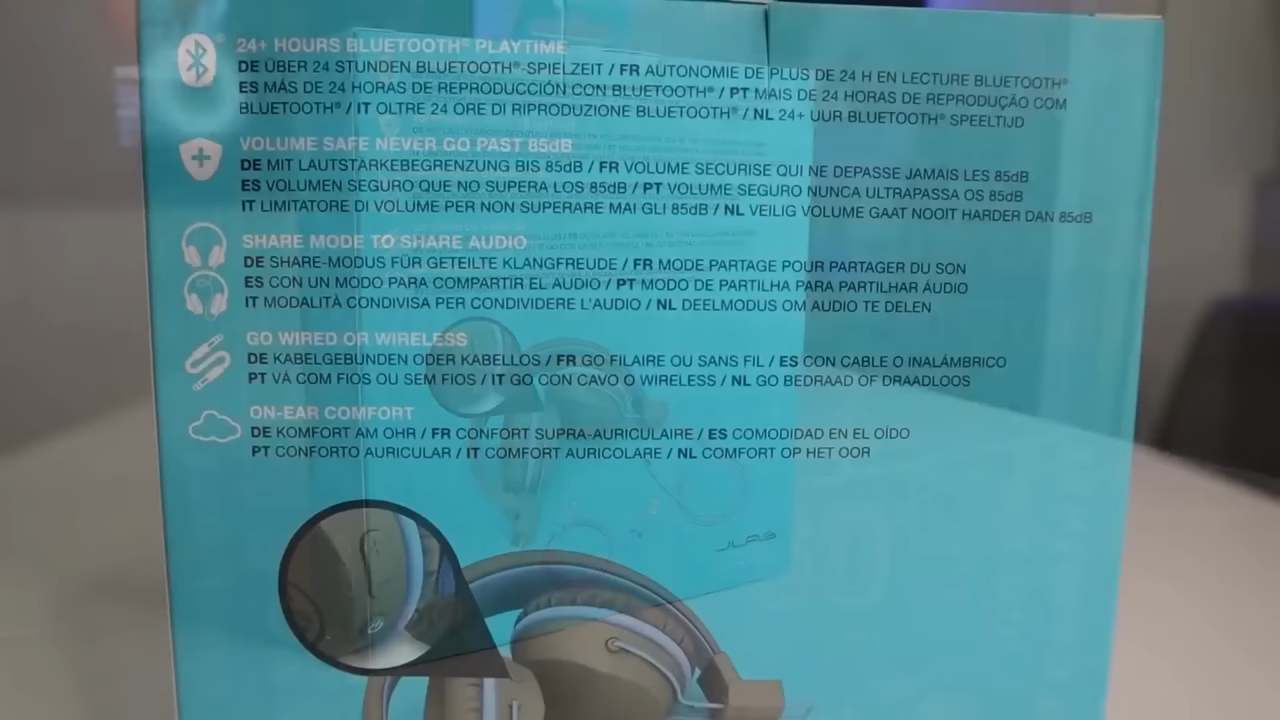 24+ HOURS BLUETOOTH® PLAYTIME
DE ÜBER 24 STUNDEN BLUETOOTH®-SPIELZEIT / FR AUTONOMIE DE PLUS DE 24 H EN LECTURE BLUETOOTH®
ES MÁS DE 24 HORAS DE REPRODUCCIÓN CON BLUETOOTH® / PT MAIS DE 24 HORAS DE REPRODUÇÃO COM
BLUETOOTH® / IT OLTRE 24 ORE DI RIPRODUZIONE BLUETOOTH® / NL 24+ UUR BLUETOOTH® SPEELTIJD
VOLUME SAFE NEVER GO PAST 85dB
DE MIT LAUTSTÄRKEBEGRENZUNG BIS 85dB / FR VOLUME SECURISE QUI NE DEPASSE JAMAIS LES 85dB
ES VOLUMEN SEGURO QUE NO SUPERA LOS 85dB / PT VOLUME SEGURO NUNCA ULTRAPASSA OS 85dB
IT LIMITATORE DI VOLUME PER NON SUPERARE MAI GLI 85dB / NL VEILIG VOLUME GAAT NOOIT HARDER DAN 85dB
SHARE MODE TO SHARE AUDIO
DE SHARE-MODUS FÜR GETEILTE KLANGFREUDE / FR MODE PARTAGE POUR PARTAGER DU SON
ES CON UN MODO PARA COMPARTIR EL AUDIO / PT MODO DE PARTILHA PARA PARTILHAR ÁUDIO
IT MODALITÀ CONDIVISA PER CONDIVIDERE L'AUDIO / NL DEELMODUS OM AUDIO TE DELEN
GO WIRED OR WIRELESS
DE KABELGEBUNDEN ODER KABELLOS / FR GO FILAIRE OU SANS FIL / ES CON CABLE O INALÁMBRICO
PT VÁ COM FIOS OU SEM FIOS / IT GO CON CAVO O WIRELESS / NL GO BEDRAAD OF DRAADLOOS
ON-EAR COMFORT
DE KOMFORT AM OHR / FR CONFORT SUPRA-AURICULAIRE / ES COMODIDAD EN EL OÍDO
PT CONFORTO AURICULAR / IT COMFORT AURICOLARE / NL COMFORT OP HET OOR
JLAB